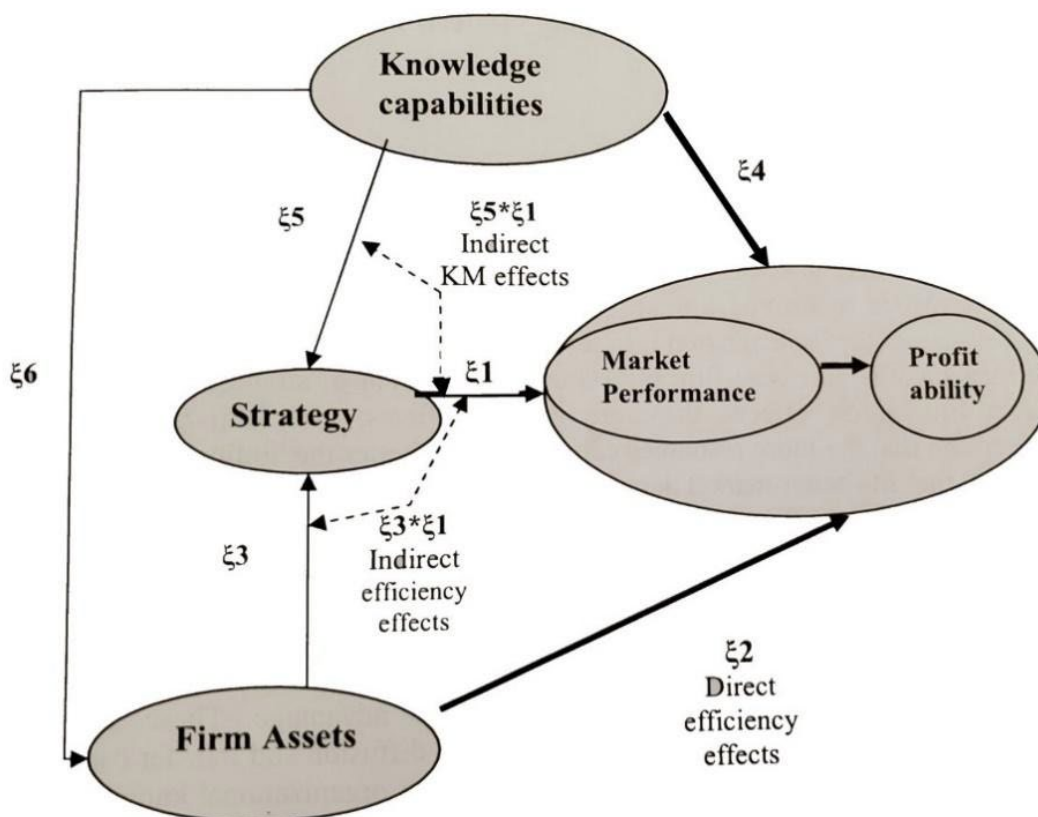 Knowledge
capabilities
ξ4
ξ5
ξ5*ξ1
Indirect
KM effects
ξ6
ξ1
Market
Performance
Profit
ability
Strategy
ξ3*ξ1
Indirect
efficiency
effects
ξ3
ξ2
Direct
efficiency
effects
Firm Assets